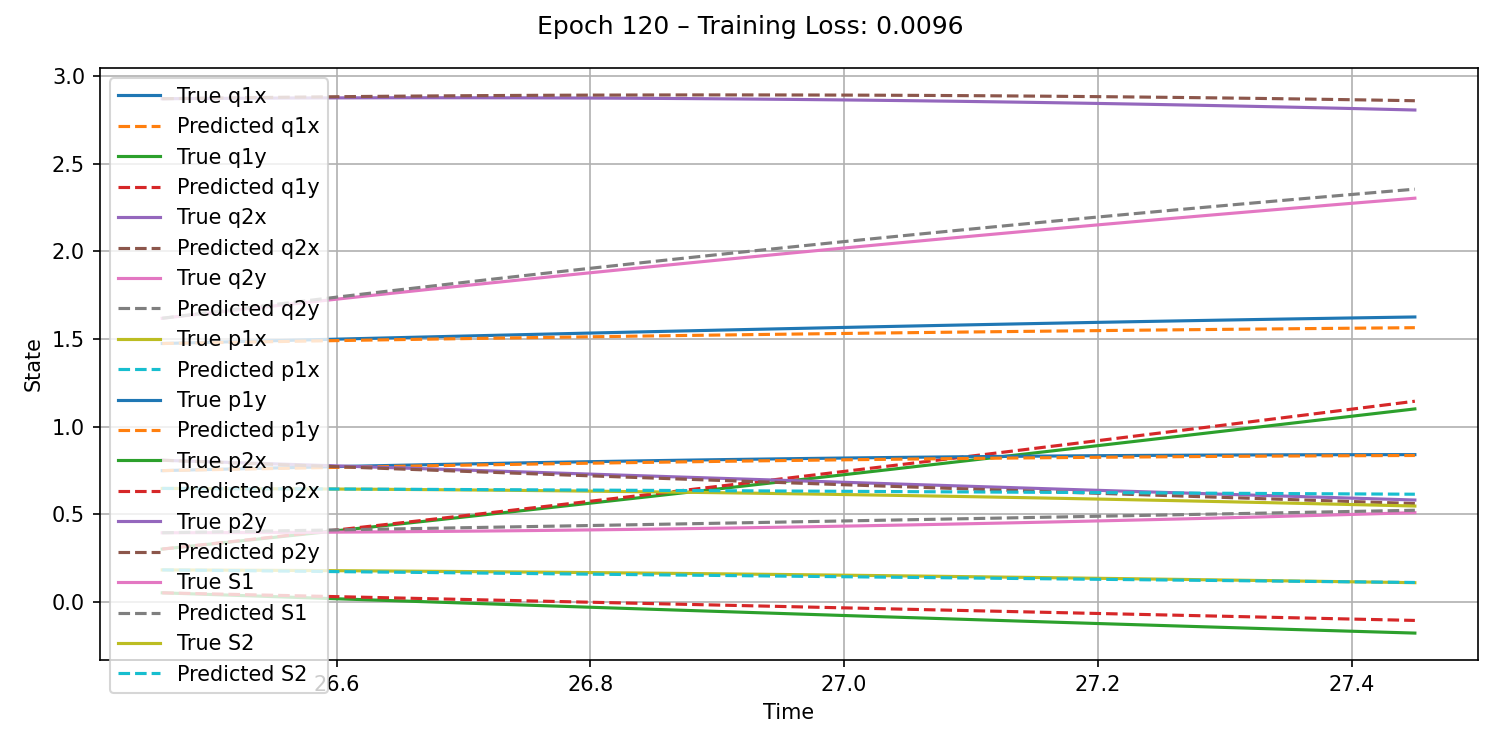 Epoch 120 – Training Loss: 0.0096
3.0
2.5
2.0
1.5
1.0
0.5
0.0
State
True q1x
Predicted q1x
True q1y
Predicted q1y
True q2x
Predicted q2x
True q2y
Predicted q2y
True p1x
Predicted p1x
True p1y
Predicted p1y
True p2x
Predicted p2x
True p2y
Predicted p2y
True S1
Predicted S1
True S2
Predicted S2
26.6 26.8 27.0 27.2 27.4
Time